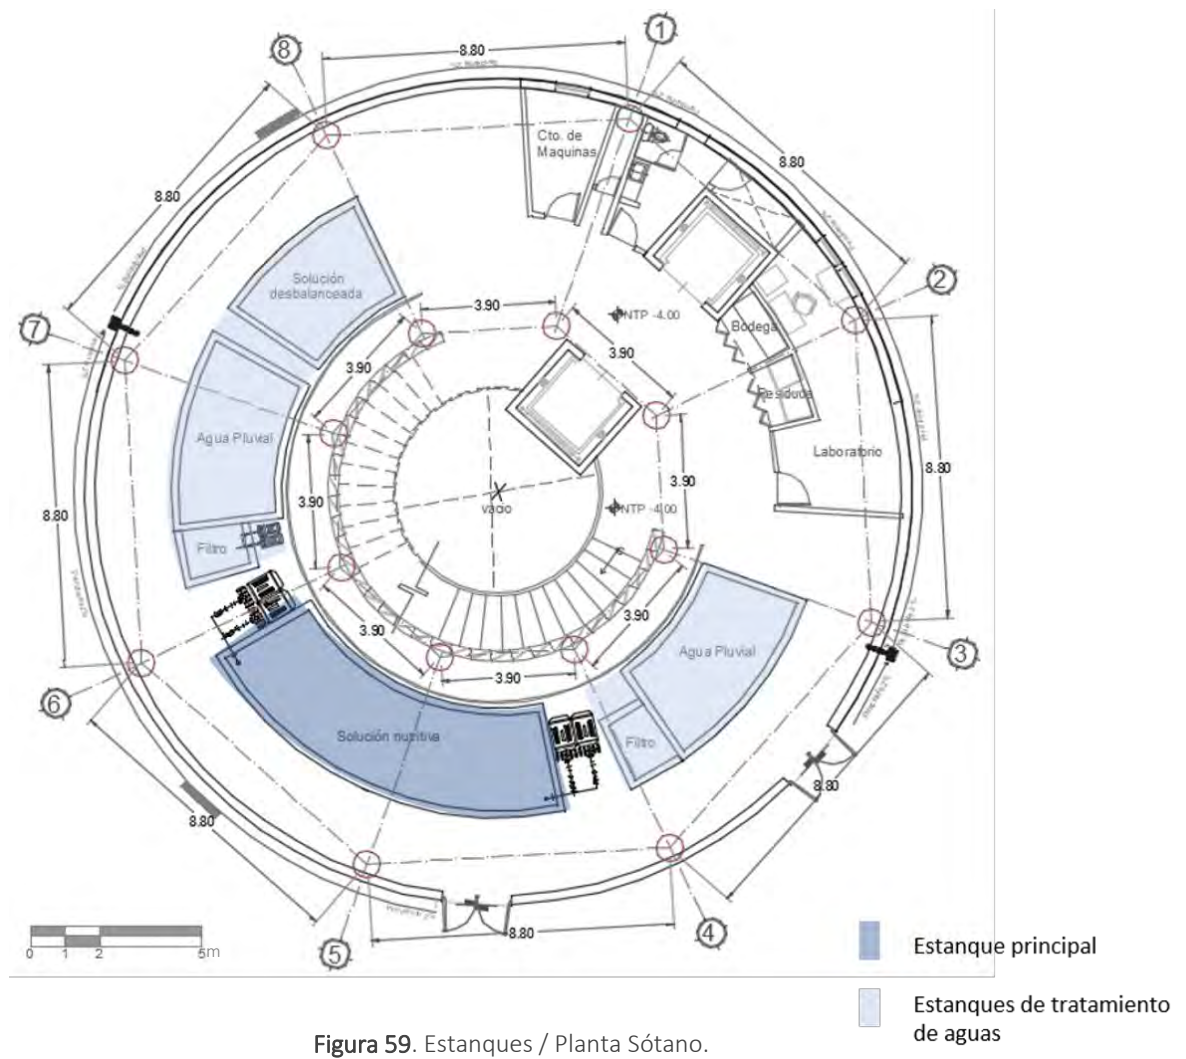 8
8.80
1
Cto. de
Maquinas
8.80
8.80
2
Solución
desbalanceada
3.90
NTP -4.00
7
Bodega
3.90
3.90
Agua Pluvial
Laboratorio
8.80
3.90
3.90
vacio
NTP -4.00
8.80
Filtro
3.90
3.90
Agua Pluvial
3
3.90
6
Solución nutritiva
Filtro
8.80
8.80
4
8.80
5
0 1 2 5m
Estanque principal
Estanques de tratamiento
de aguas
Figura 59. Estanques / Planta Sótano.